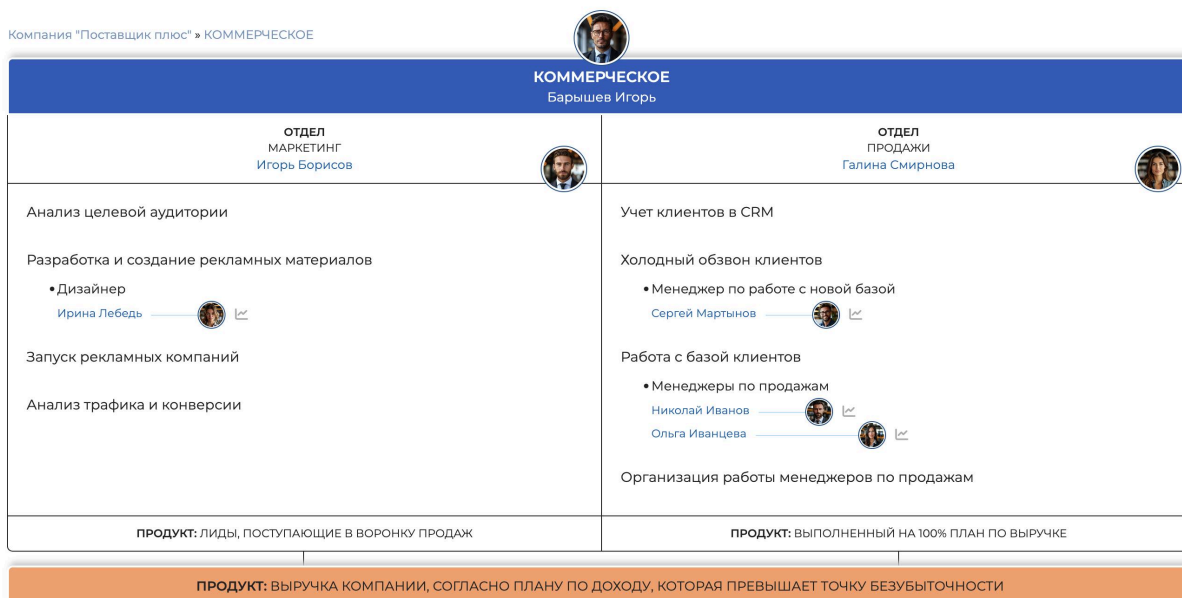 Компания "Поставщик плюс" » КОММЕРЧЕСКОЕ
КОММЕРЧЕСКОЕ
Барышев Игорь
ОТДЕЛ
МАРКЕТИНГ
Игорь Борисов
Анализ целевой аудитории
Разработка и создание рекламных материалов
• Дизайнер
Ирина Лебедь
Запуск рекламных компаний
Анализ трафика и конверсии
ПРОДУКТ: ЛИДЫ, ПОСТУПАЮЩИЕ В ВОРОНКУ ПРОДАЖ
ОТДЕЛ
ПРОДАЖИ
Галина Смирнова
Учет клиентов в CRM
Холодный обзвон клиентов
• Менеджер по работе с новой базой
Сергей Мартынов
Работа с базой клиентов
• Менеджеры по продажам
Николай Иванов
Ольга Иванцева
Организация работы менеджеров по продажам
ПРОДУКТ: ВЫПОЛНЕННЫЙ НА 100% ПЛАН ПО ВЫРУЧКЕ
ПРОДУКТ: ВЫРУЧКА КОМПАНИИ, СОГЛАСНО ПЛАНУ ПО ДОХОДУ, КОТОРАЯ ПРЕВЫШАЕТ ТОЧКУ БЕЗУБЫТОЧНОСТИ